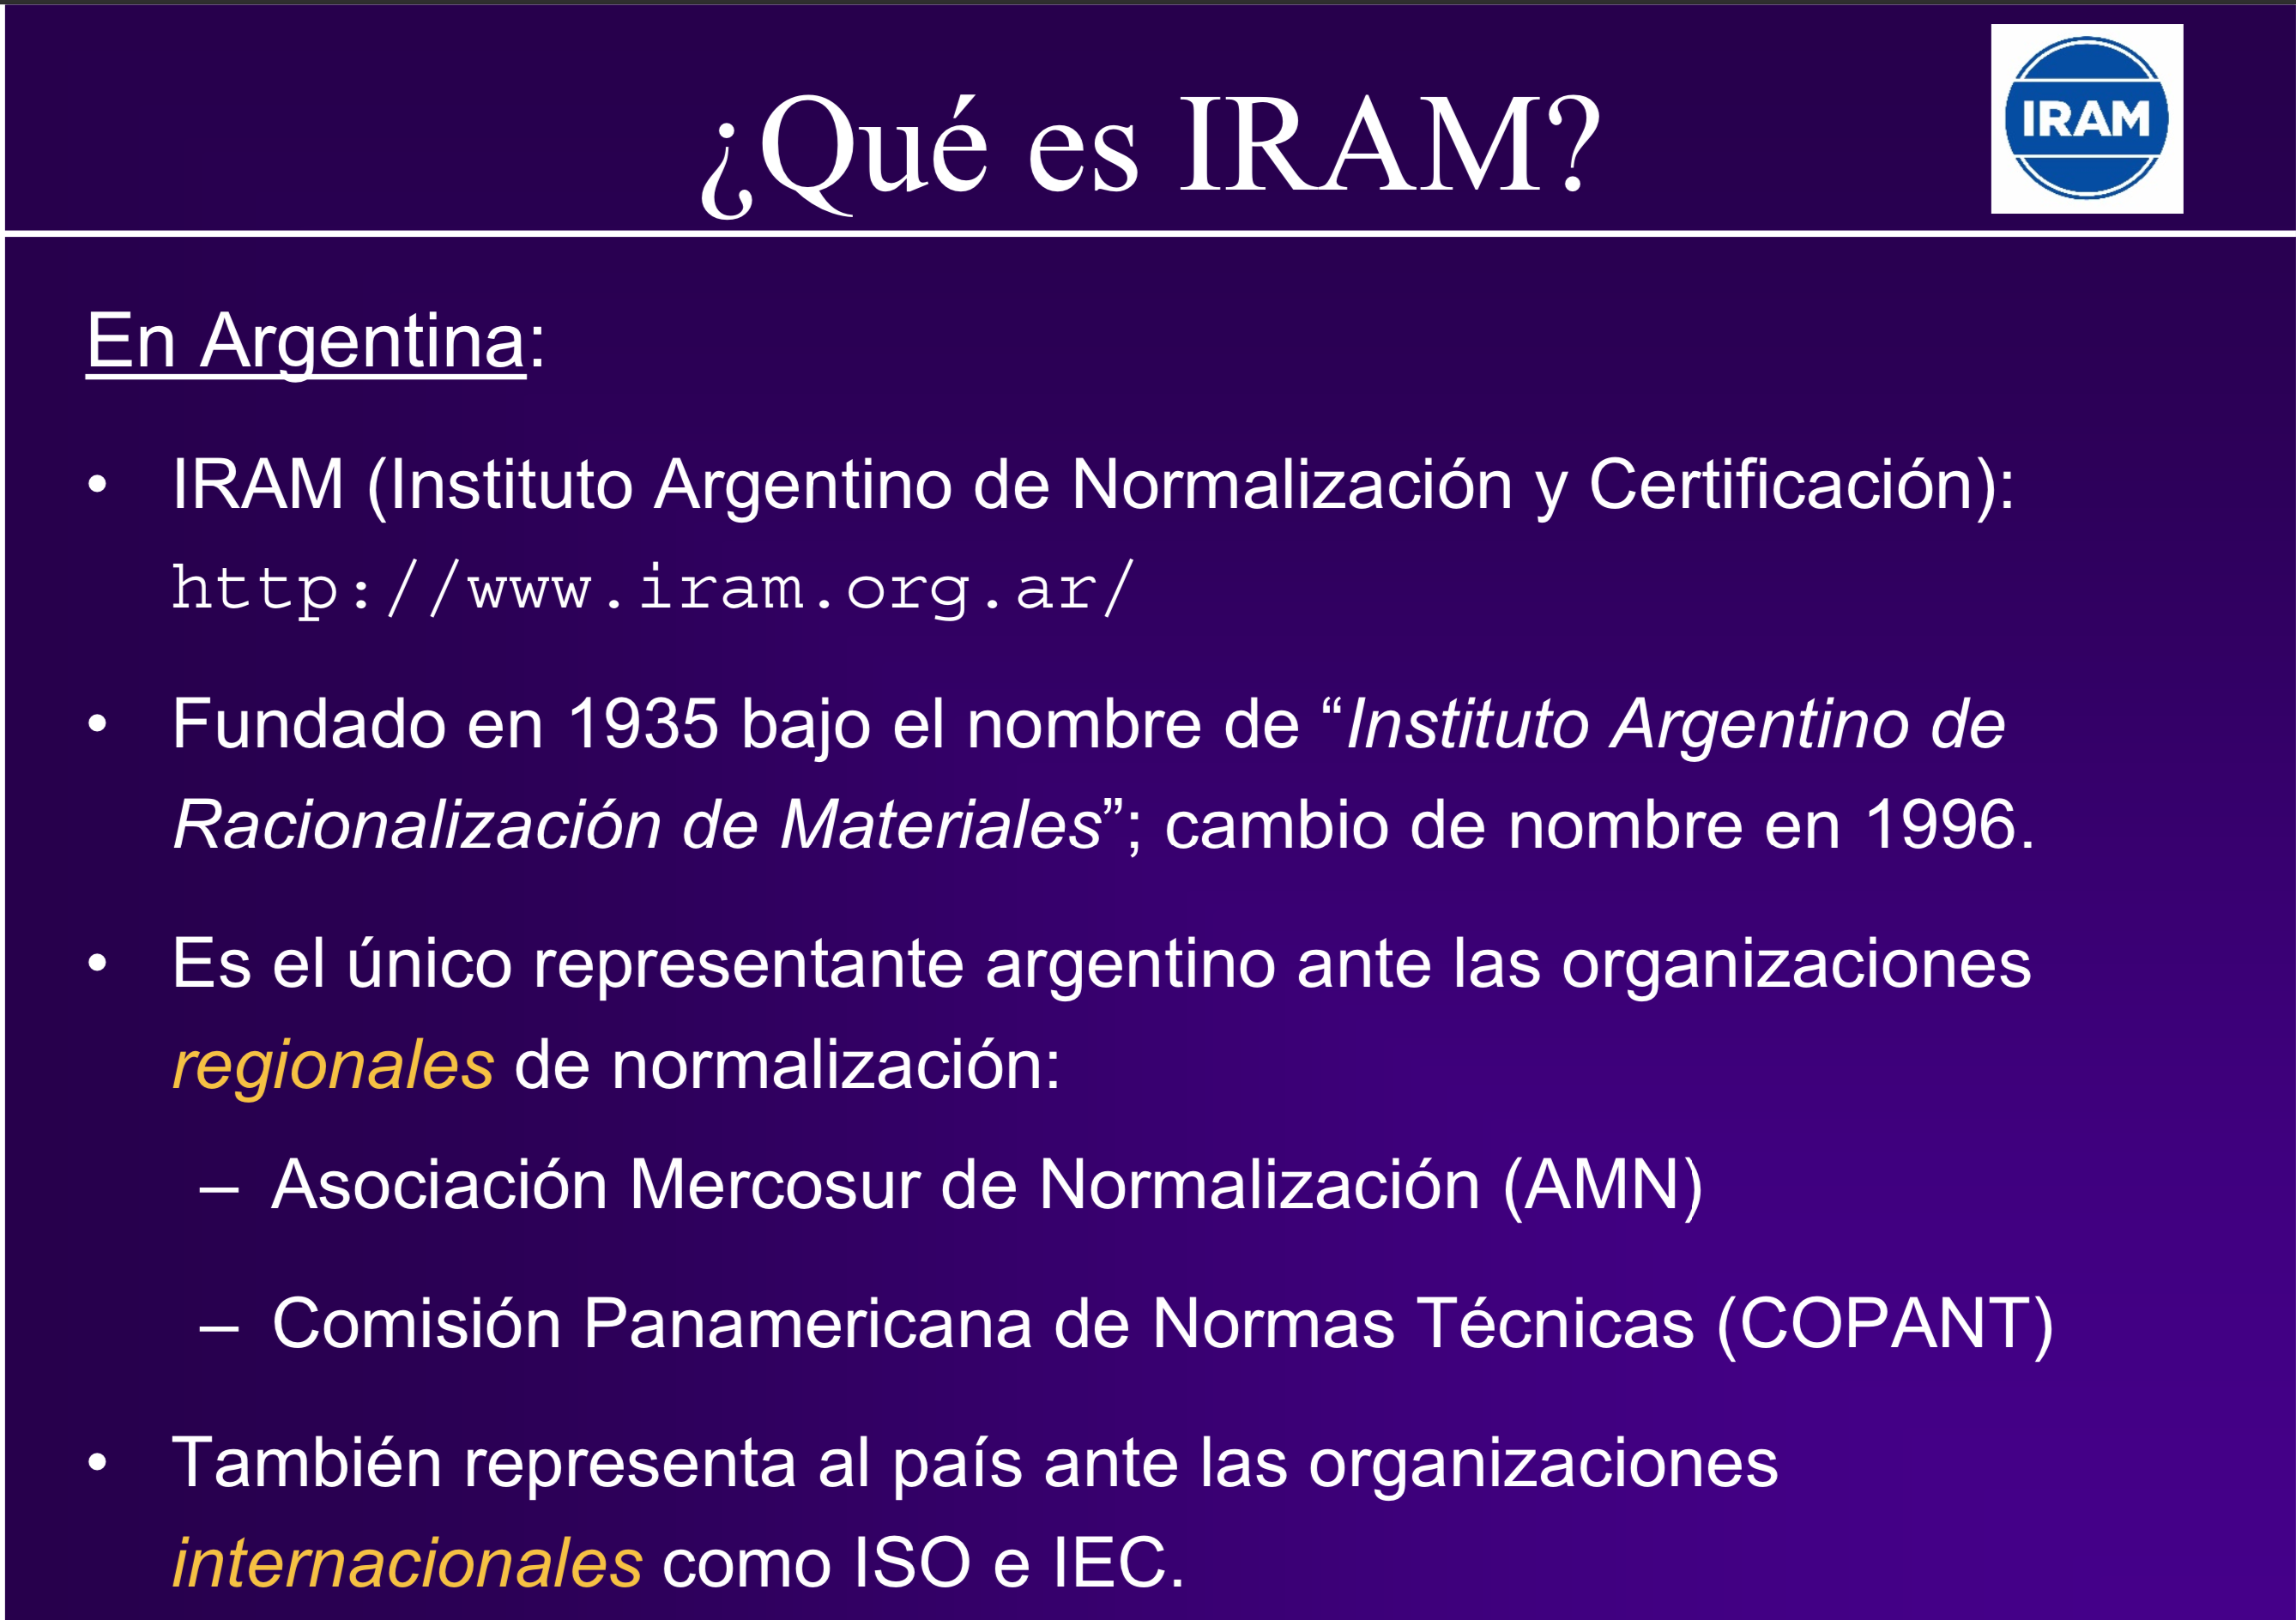 ¿Qué es IRAM?
IRAM
En Argentina:
• IRAM (Instituto Argentino de Normalización y Certificación):
http://www.iram.org.ar/
• Fundado en 1935 bajo el nombre de “Instituto Argentino de
Racionalización de Materiales”; cambio de nombre en 1996.
• Es el único representante argentino ante las organizaciones
regionales de normalización:
– Asociación Mercosur de Normalización (AMN)
– Comisión Panamericana de Normas Técnicas (COPANT)
• También representa al país ante las organizaciones
internacionales como ISO e IEC.